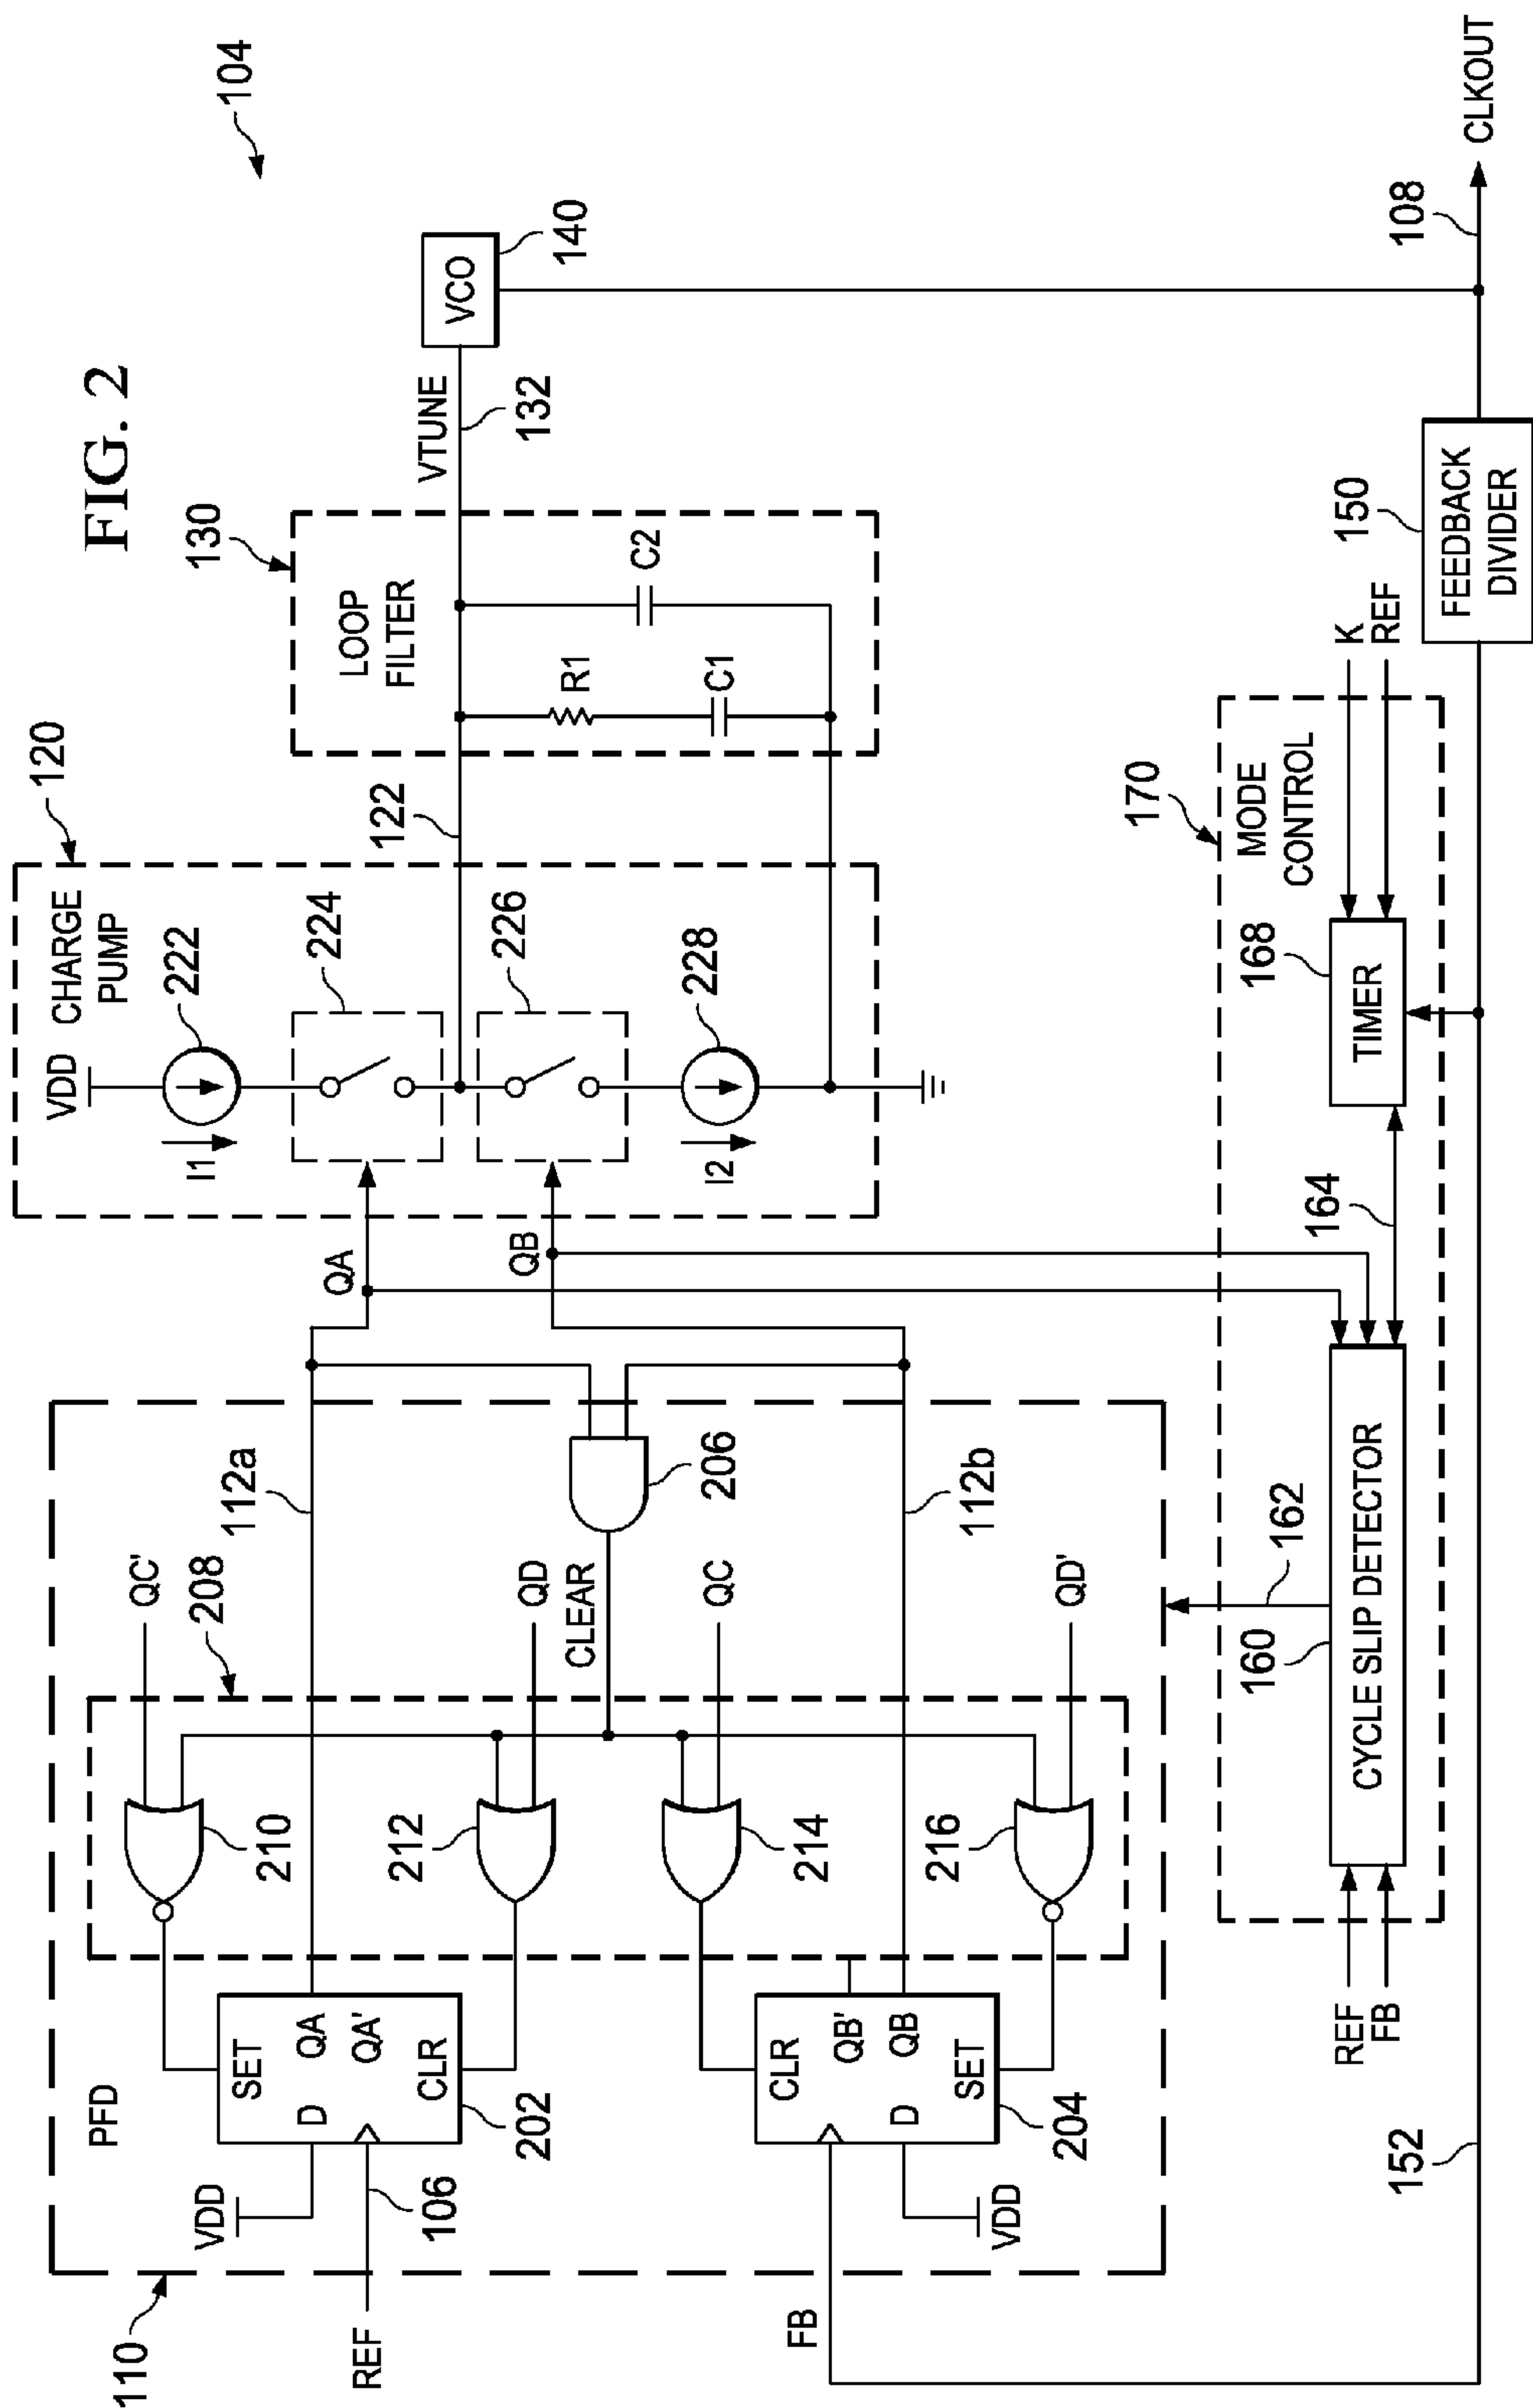 FIG. 2
104
110
PFD
VDD
REF
106
SET
D
QA
QA'
CLR
202
QC'
208
210
212
QD
CLEAR
214
QC
216
QD'
112a
206
112b
FB
CLR
QB'
QB
D
SET
VDD
204
QA
QB
120
CHARGE
PUMP
VDD
222
I1
224
226
I2
228
122
130
LOOP
FILTER
R1
C1
C2
VTUNE
132
VCO
140
170
MODE
CONTROL
REF
FB
160
162
CYCLE SLIP DETECTOR
164
168
TIMER
K
REF
152
150
FEEDBACK
DIVIDER
108
CLKOUT